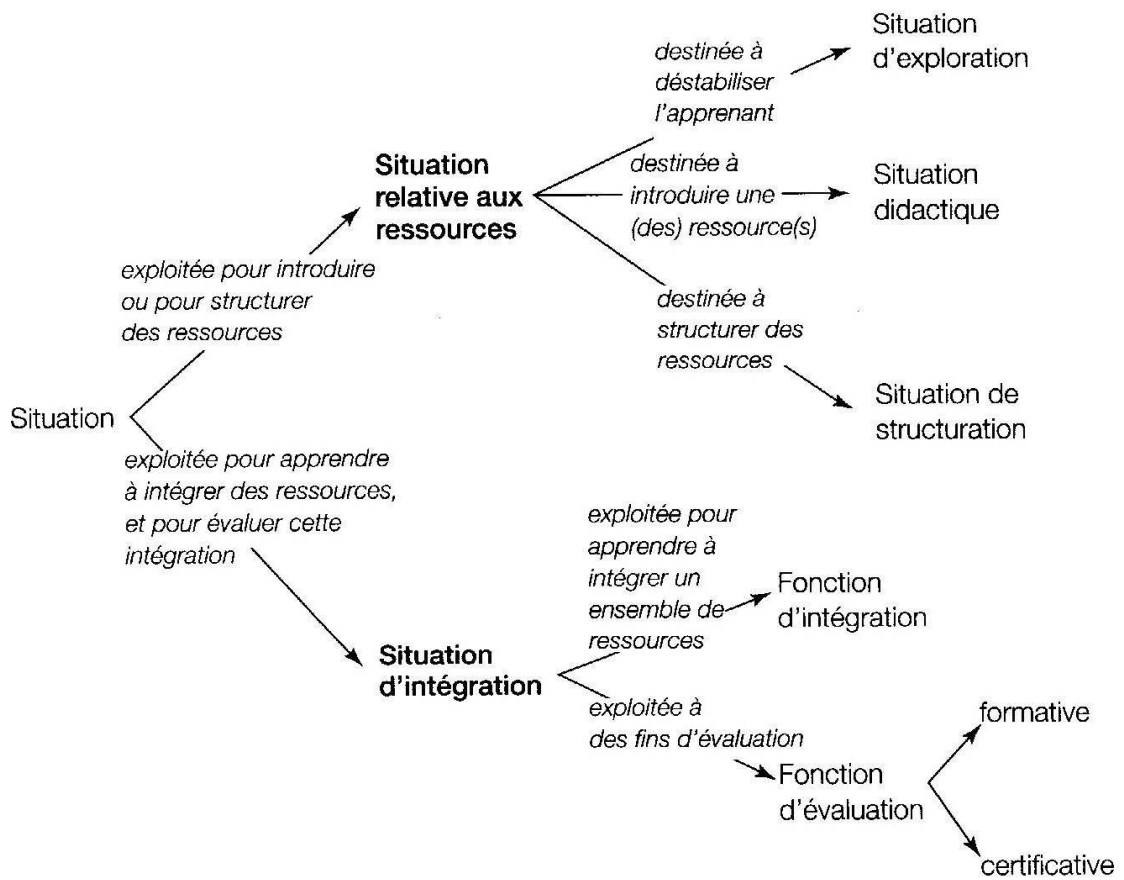 Situation
d'exploration
destinée à
déstabiliser
l'apprenant
Situation
relative aux
ressources
destinée à
introduire une
(des) ressource(s)
Situation
didactique
exploitée pour introduire
ou pour structurer
des ressources
destinée à
structurer des
ressources
Situation de
structuration
Situation
exploitée pour apprendre
à intégrer des ressources,
et pour évaluer cette
intégration
exploitée pour
apprendre à
intégrer un
ensemble de
ressources
Fonction
d'intégration
Situation
d'intégration
exploitée à
des fins d'évaluation
Fonction
d'évaluation
formative
certificative